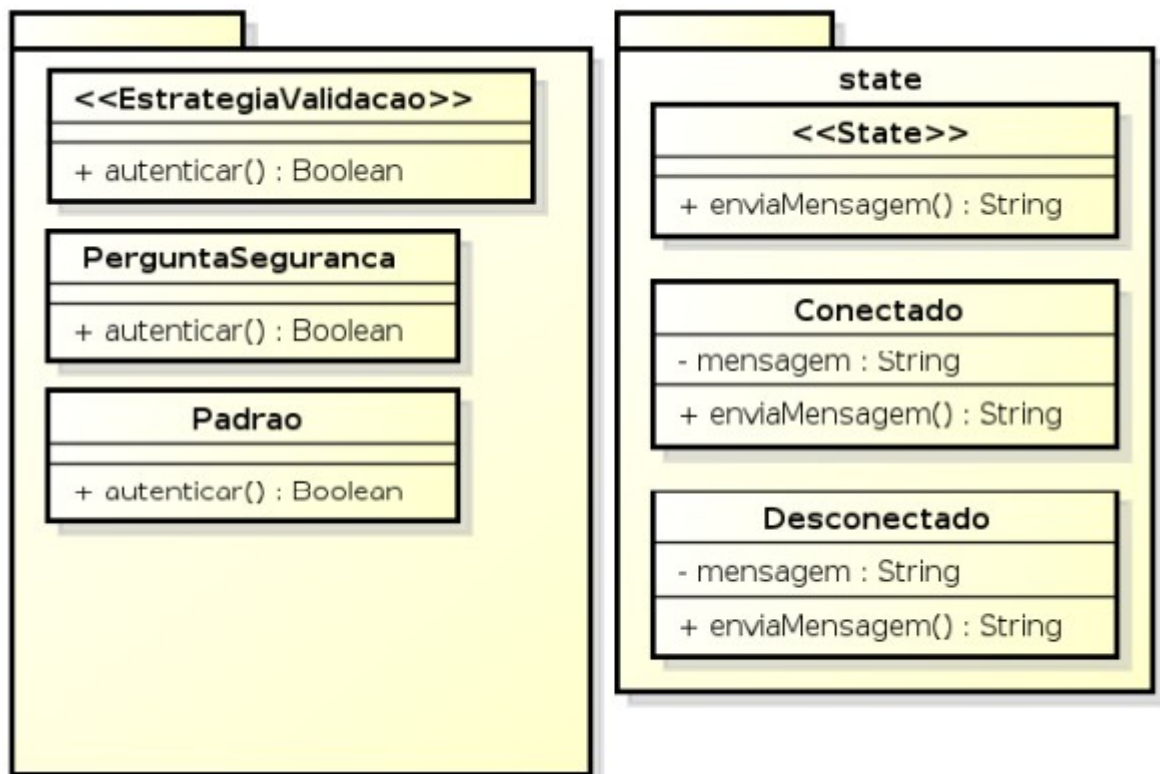 <<EstrategiaValidacao>>
+ autenticar() : Boolean
PerguntaSeguranca
+ autenticar() : Boolean
Padrao
+ autenticar() : Boolean
state
<<State>>
+ enviaMensagem() : String
Conectado
- mensagem : String
+ enviaMensagem() : String
Desconectado
- mensagem : String
+ enviaMensagem() : String